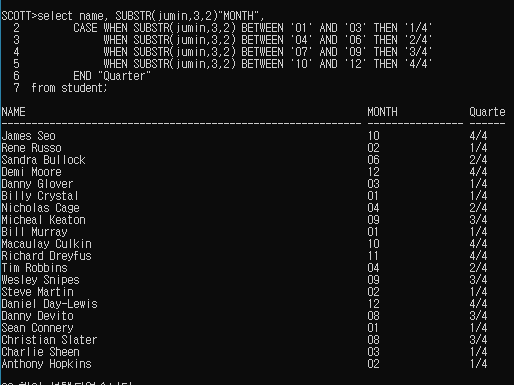 SCOTT>select name, SUBSTR(jumin,3,2)"MONTH",
2 CASE WHEN SUBSTR(jumin,3,2) BETWEEN '01' AND '03' THEN '1/4'
3 WHEN SUBSTR(jumin,3,2) BETWEEN '04' AND '06' THEN '2/4'
4 WHEN SUBSTR(jumin,3,2) BETWEEN '07' AND '09' THEN '3/4'
5 WHEN SUBSTR(jumin,3,2) BETWEEN '10' AND '12' THEN '4/4'
6 END "Quarter"
7 from student;
NAME MONTH Quarte
James Seo 10 4/4
Rene Russo 02 1/4
Sandra Bullock 06 2/4
Demi Moore 12 4/4
Danny Glover 03 1/4
Billy Crystal 01 1/4
Nicholas Cage 04 2/4
Micheal Keaton 09 3/4
Bill Murray 01 1/4
Macaulay Culkin 10 4/4
Richard Dreyfus 11 4/4
Tim Robbins 04 2/4
Wesley Snipes 09 3/4
Steve Martin 02 1/4
Daniel Day-Lewis 12 4/4
Danny Devito 08 3/4
Sean Connery 01 1/4
Christian Slater 08 3/4
Charlie Sheen 03 1/4
Anthony Hopkins 02 1/4